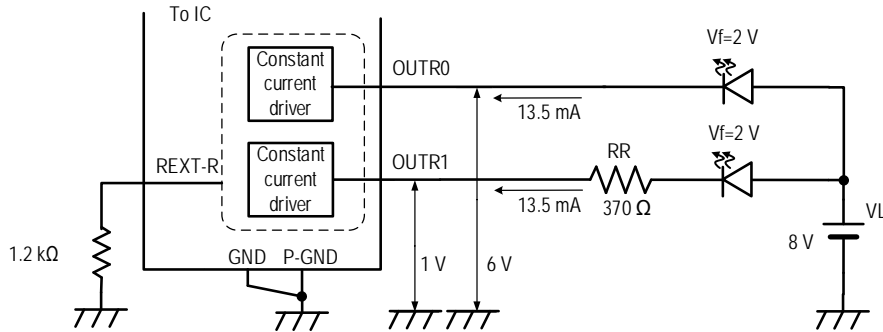 To IC
Vf=2 V
Constant
current
driver
OUTR0
13.5 mA
Vf=2 V
REXT-R
Constant
current
driver
OUTR1
RR
13.5 mA
370 Ω
VL
1.2 kΩ
GND P-GND
1 V
6 V
8 V